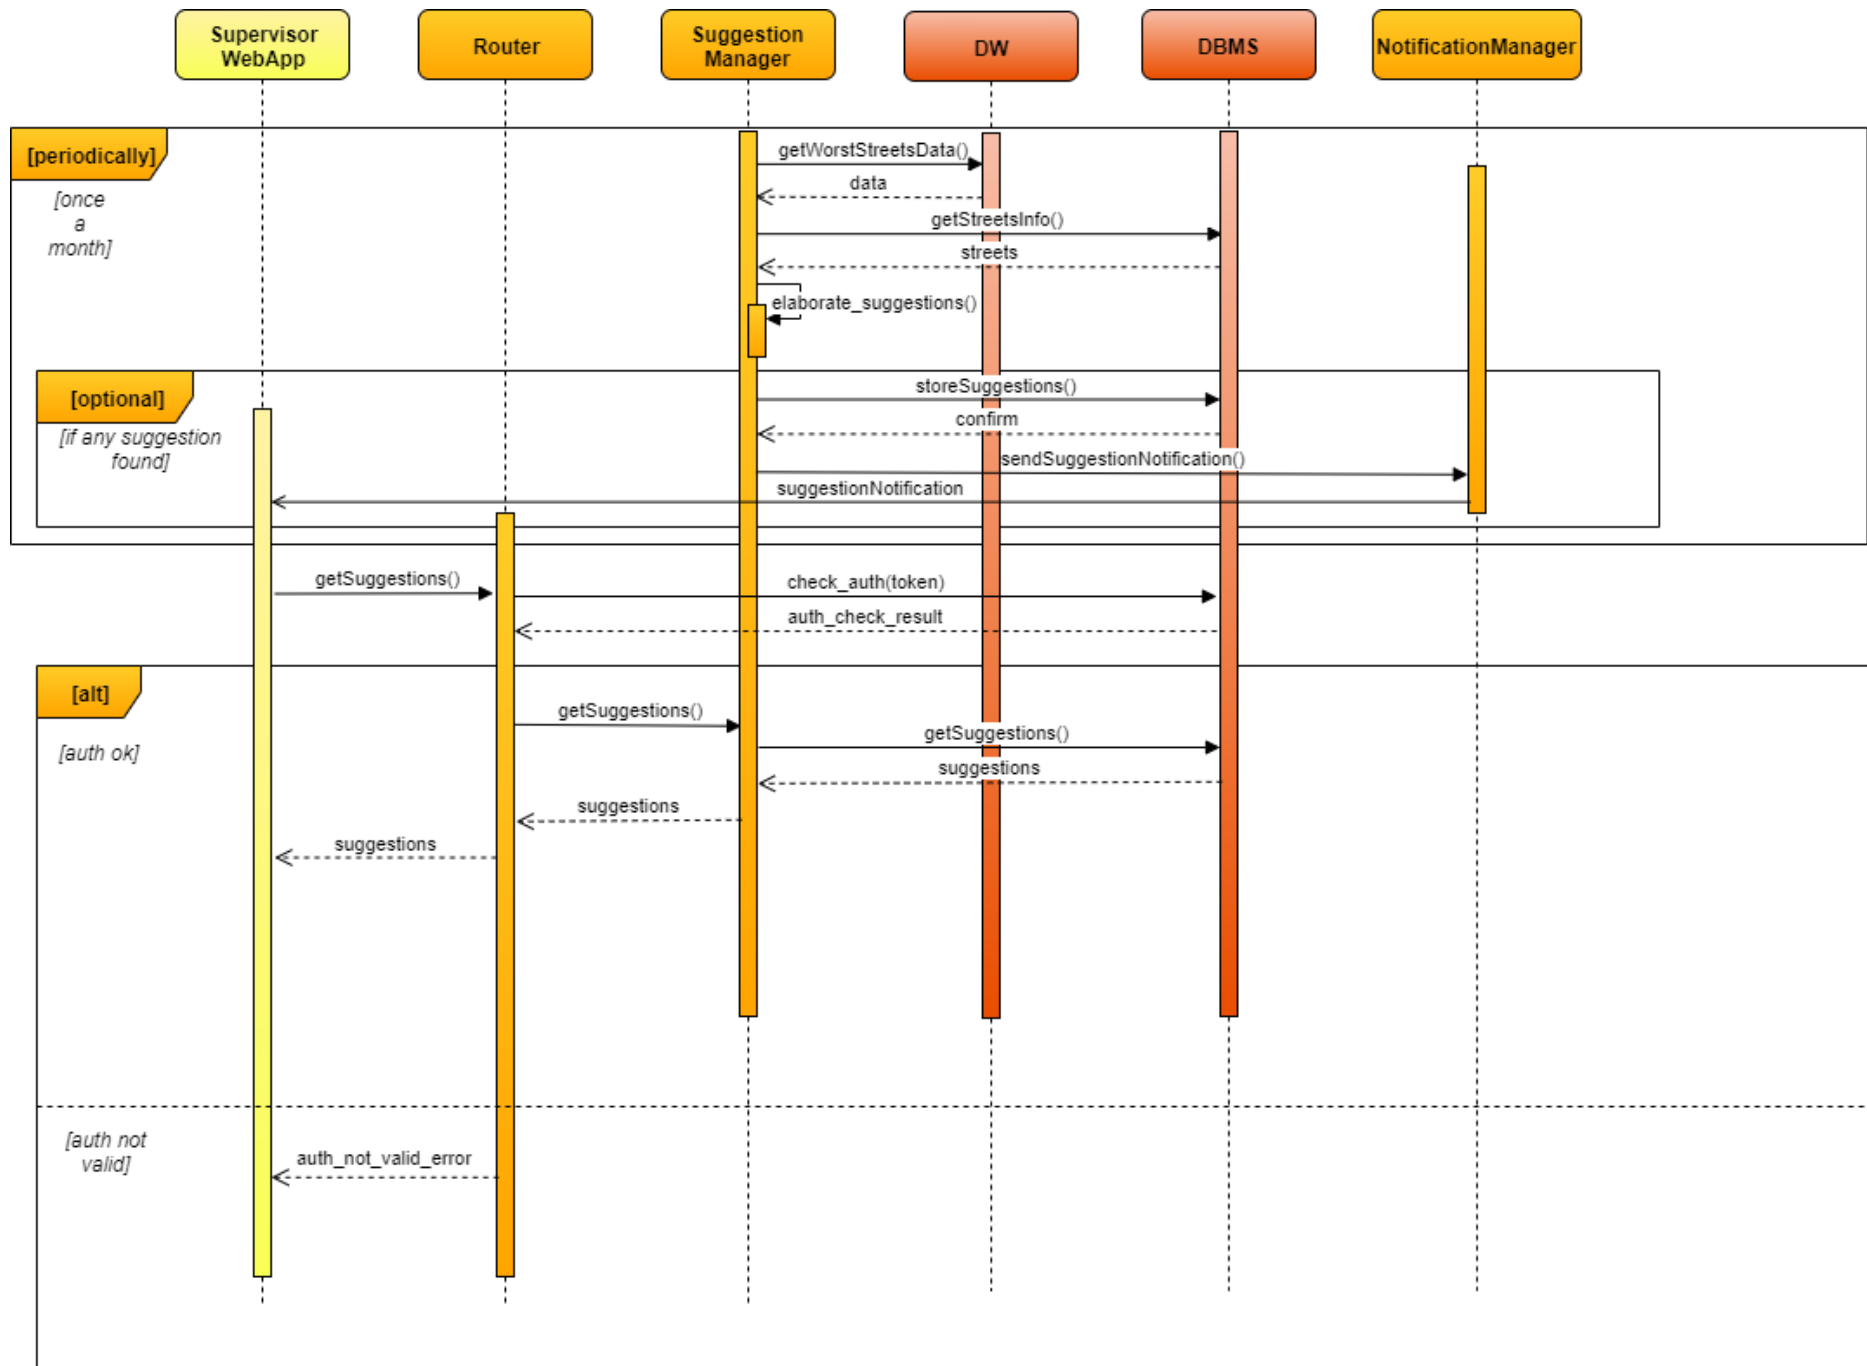 Supervisor
WebApp
Router
Suggestion
Manager
DW
DBMS
NotificationManager
[periodically]
[once
a
month]
getWorstStreetsData()
data
getStreetsInfo()
streets
elaborate_suggestions()
[optional]
[if any suggestion
found]
storeSuggestions()
confirm
sendSuggestionNotification()
suggestionNotification
getSuggestions()
check_auth(token)
auth_check_result
[alt]
[auth ok]
getSuggestions()
getSuggestions()
suggestions
suggestions
suggestions
[auth not
valid]
auth_not_valid_error